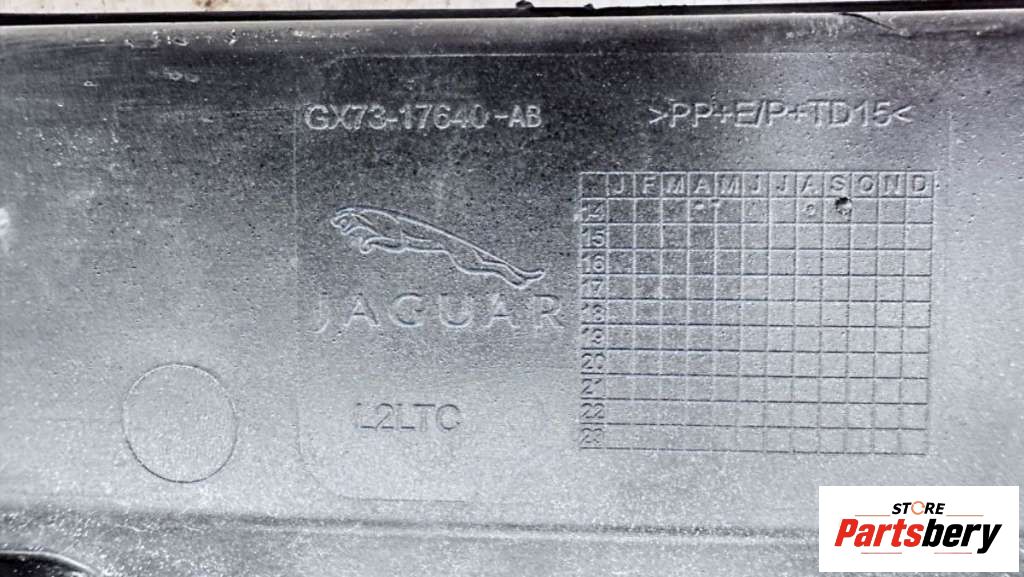 GX73-17640-AB
>PP+E/P+TD15<
J F M A M J J A S O N D
14
15
16
17
18
19
20
21
22
23
JAGUAR
L2LTC
STORE
Partsbery